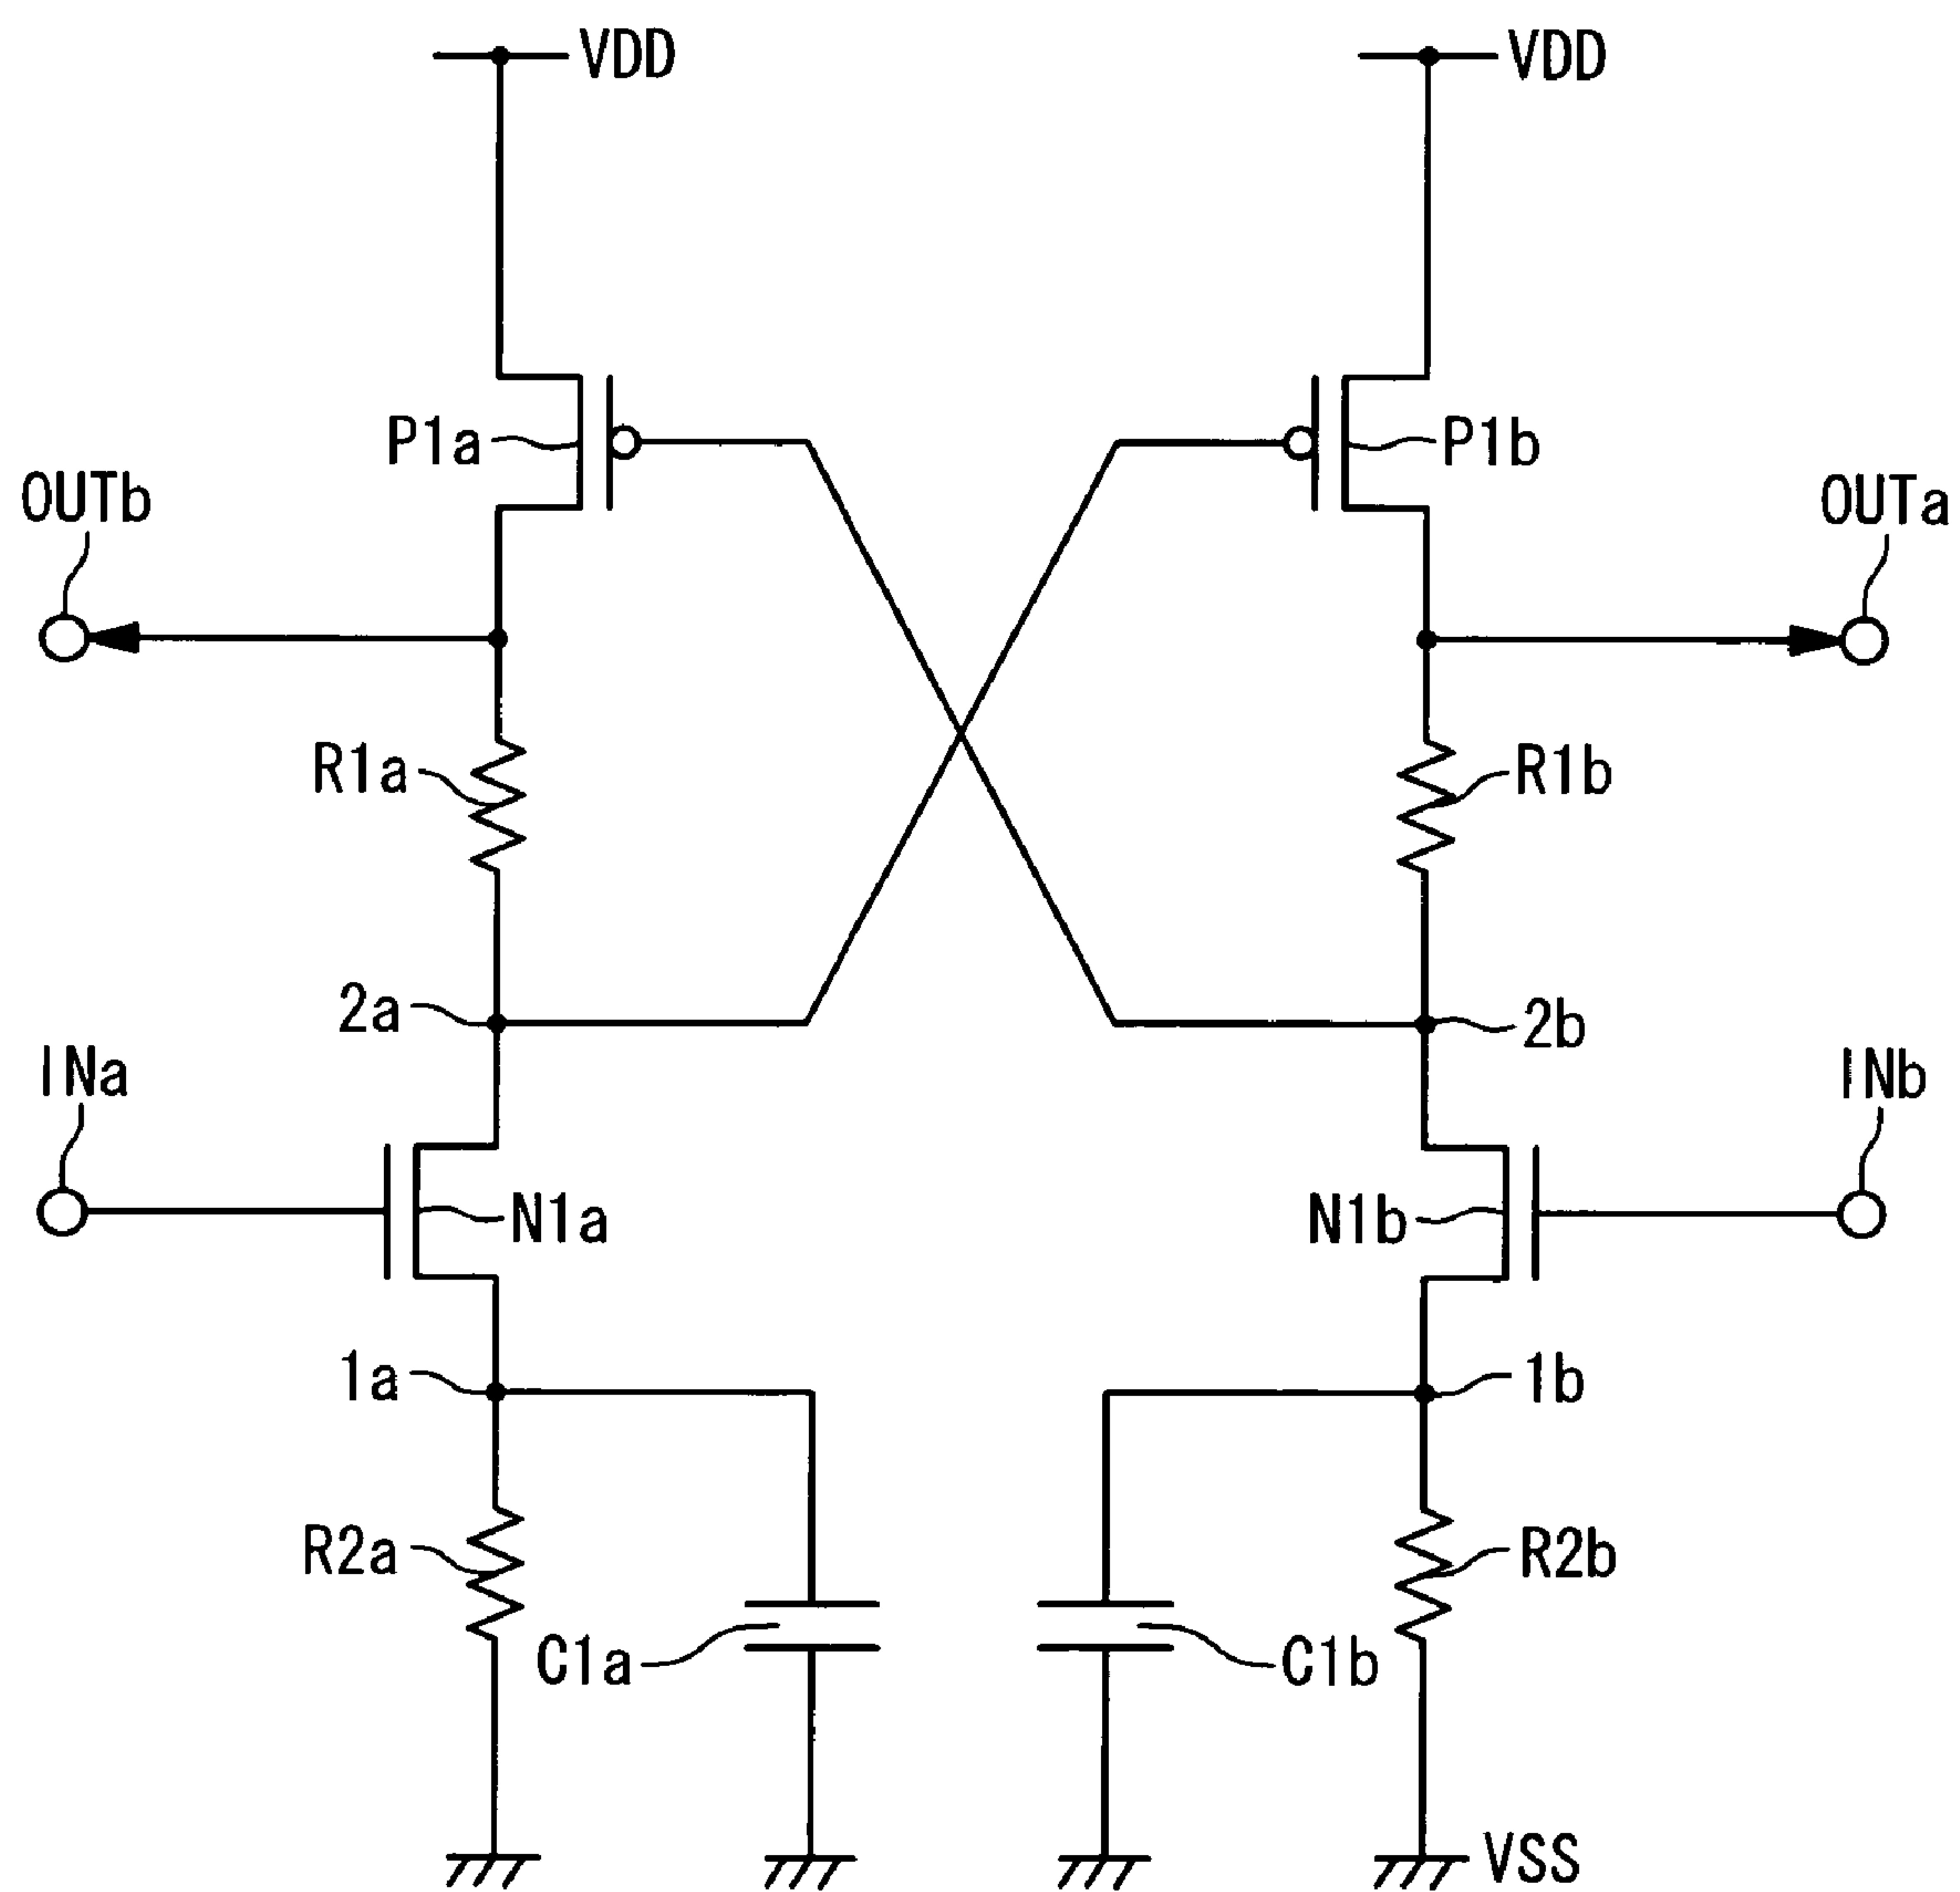 VDD
VDD
P1a
P1b
OUTb
OUTa
R1a
R1b
2a
2b
INa
INb
N1a
N1b
1a
1b
R2a
R2b
C1a
C1b
VSS